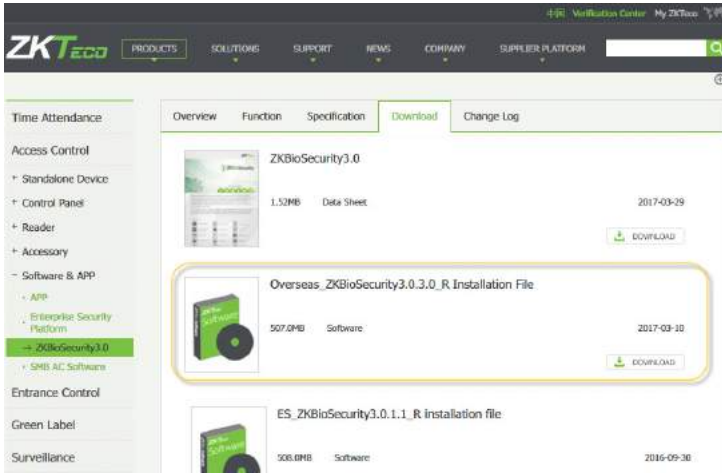 中国 Verification Center My ZKTeco
ZKTECO PRODUCTS SOLUTIONS SUPPORT NEWS COMPANY SUPPLIER PLATFORM
Time Attendance
Access Control
+ Standalone Device
+ Control Panel
+ Reader
+ Accessory
- Software & APP
APP
Enterprise Security
Platform
→ ZKBioSecurity3.0
SMB AC Software
Entrance Control
Green Label
Surveillance
Overview Function Specification Download Change Log
ZKBioSecurity3.0
1.52MB Data Sheet 2017-03-29
DOWNLOAD
Overseas_ZKBioSecurity3.0.3.0_R Installation File
Software
507.0MB Software 2017-03-10
DOWNLOAD
ES_ZKBioSecurity3.0.1.1_R installation file
Software
508.0MB Software 2016-09-30